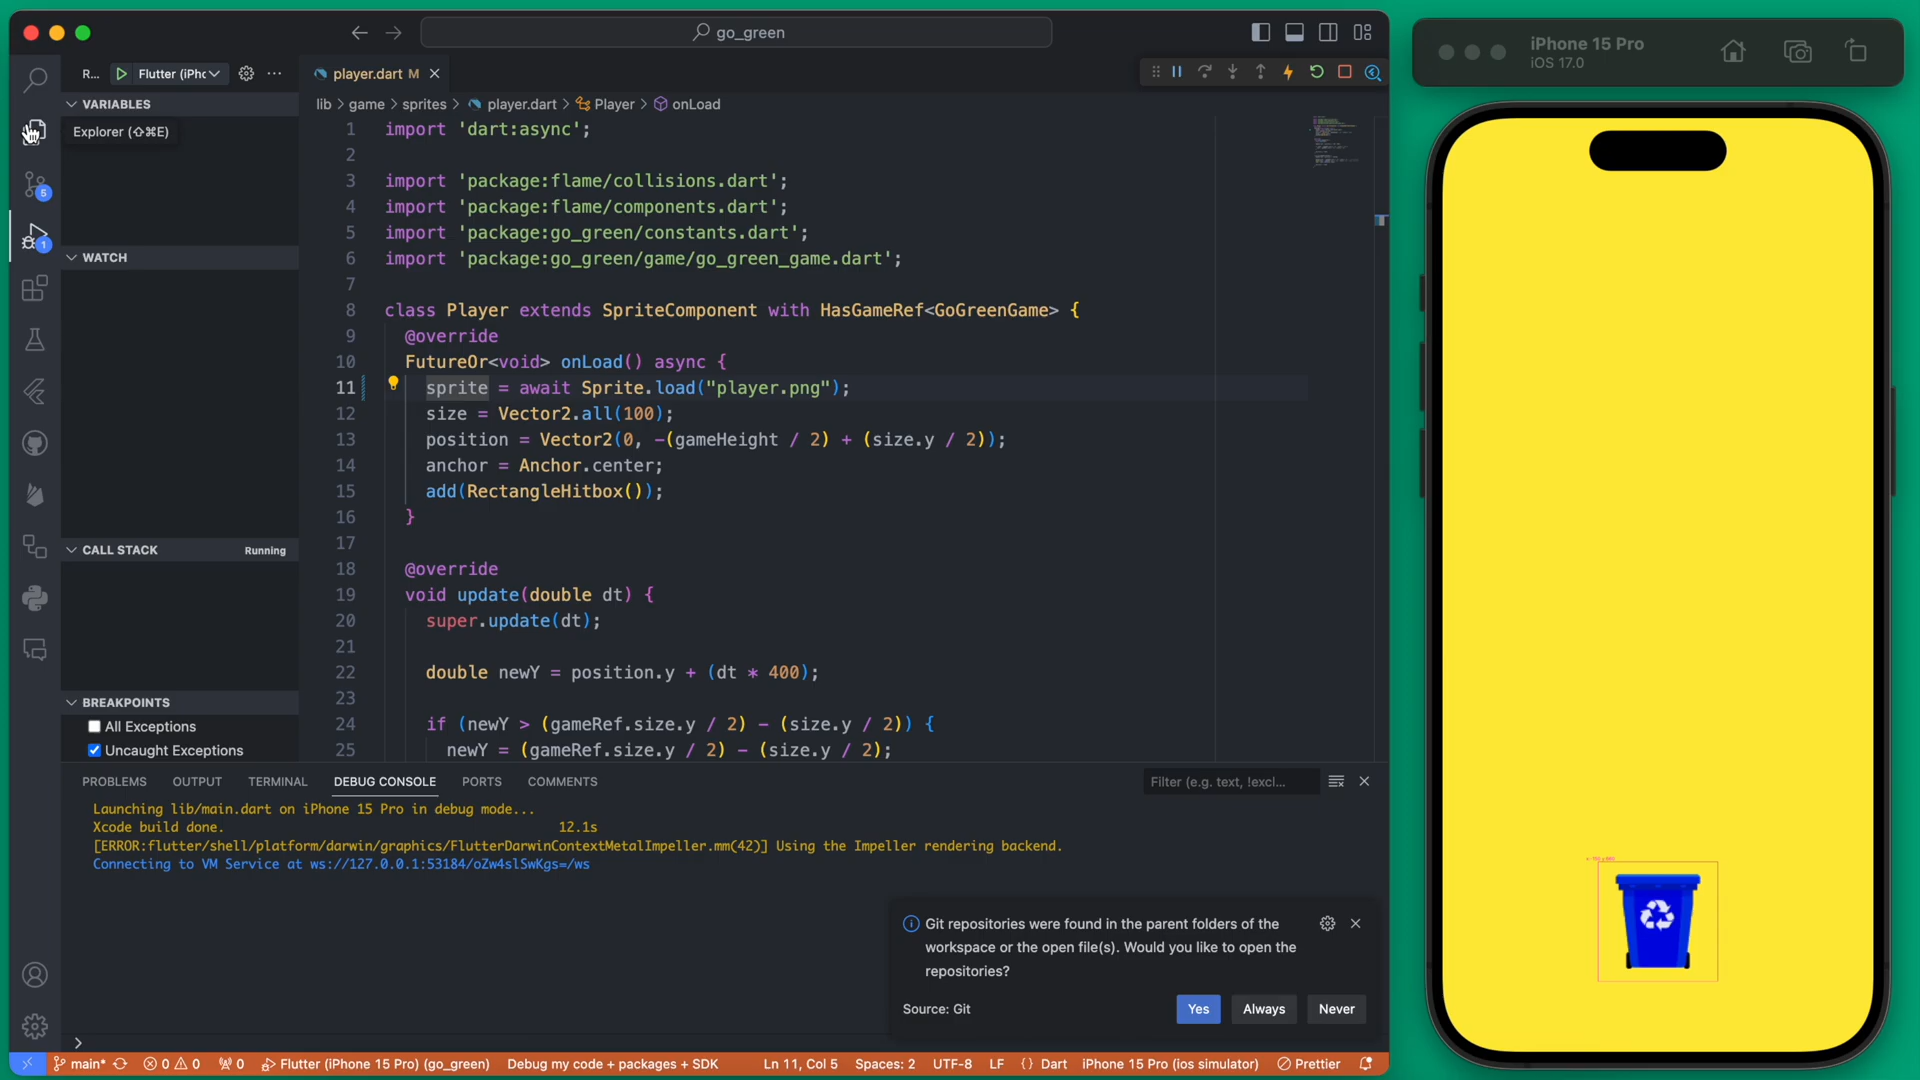 go_green
R...
Flutter (iPhc
player.dart M
lib > game > sprites > player.dart > Player > onLoad
VARIABLES
Explorer (⇧⌘E)
5
1
WATCH
CALL STACK
Running
BREAKPOINTS
All Exceptions
Uncaught Exceptions
1 import 'dart:async';
2
3 import 'package:flame/collisions.dart';
4 import 'package:flame/components.dart';
5 import 'package:go_green/constants.dart';
6 import 'package:go_green/game/go_green_game.dart';
7
8 class Player extends SpriteComponent with HasGameRef<GoGreenGame> {
9 @override
10 FutureOr<void> onLoad() async {
11 sprite = await Sprite.load("player.png");
12 size = Vector2.all(100);
13 position = Vector2(0, -(gameHeight / 2) + (size.y / 2));
14 anchor = Anchor.center;
15 add(RectangleHitbox());
16 }
17
18 @override
19 void update(double dt) {
20 super.update(dt);
21
22 double newY = position.y + (dt * 400);
23
24 if (newY > (gameRef.size.y / 2) - (size.y / 2)) {
25 newY = (gameRef.size.y / 2) - (size.y / 2);
PROBLEMS OUTPUT TERMINAL DEBUG CONSOLE PORTS COMMENTS
Filter (e.g. text, !excl...
Launching lib/main.dart on iPhone 15 Pro in debug mode...
Xcode build done. 12.1s
[ERROR:flutter/shell/platform/darwin/graphics/FlutterDarwinContextMetalImpeller.mm(42)] Using the Impeller rendering backend.
Connecting to VM Service at ws://127.0.0.1:53184/oZw4slSwKgs=/ws
Git repositories were found in the parent folders of the
workspace or the open file(s). Would you like to open the
repositories?
Source: Git
Yes
Always
Never
main* 0 0 0 Flutter (iPhone 15 Pro) (go_green) Debug my code + packages + SDK Ln 11, Col 5 Spaces: 2 UTF-8 LF {} Dart iPhone 15 Pro (ios simulator) Prettier
iPhone 15 Pro
iOS 17.0